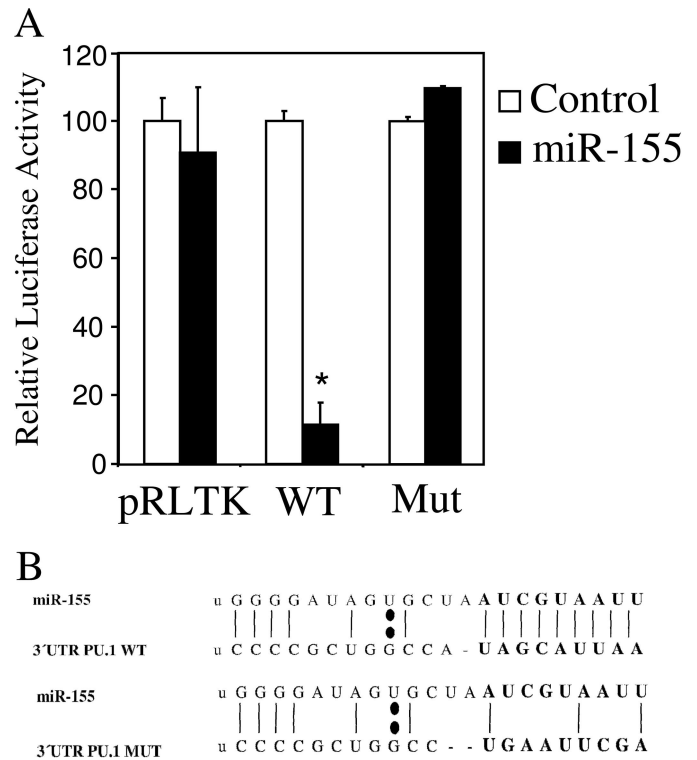 A
Relative Luciferase Activity
120
100
80
60
40
20
0
*
pRLTK WT Mut
Control
miR-155
B
miR-155 u G G G G A U A G U G C U A A U C G U A A U U
3´UTR PU.1 WT u C C C C G C U G G C C A - U A G C A U U A A
miR-155 u G G G G A U A G U G C U A A U C G U A A U U
3´UTR PU.1 MUT u C C C C G C U G G C C - - U G A A U U C G A